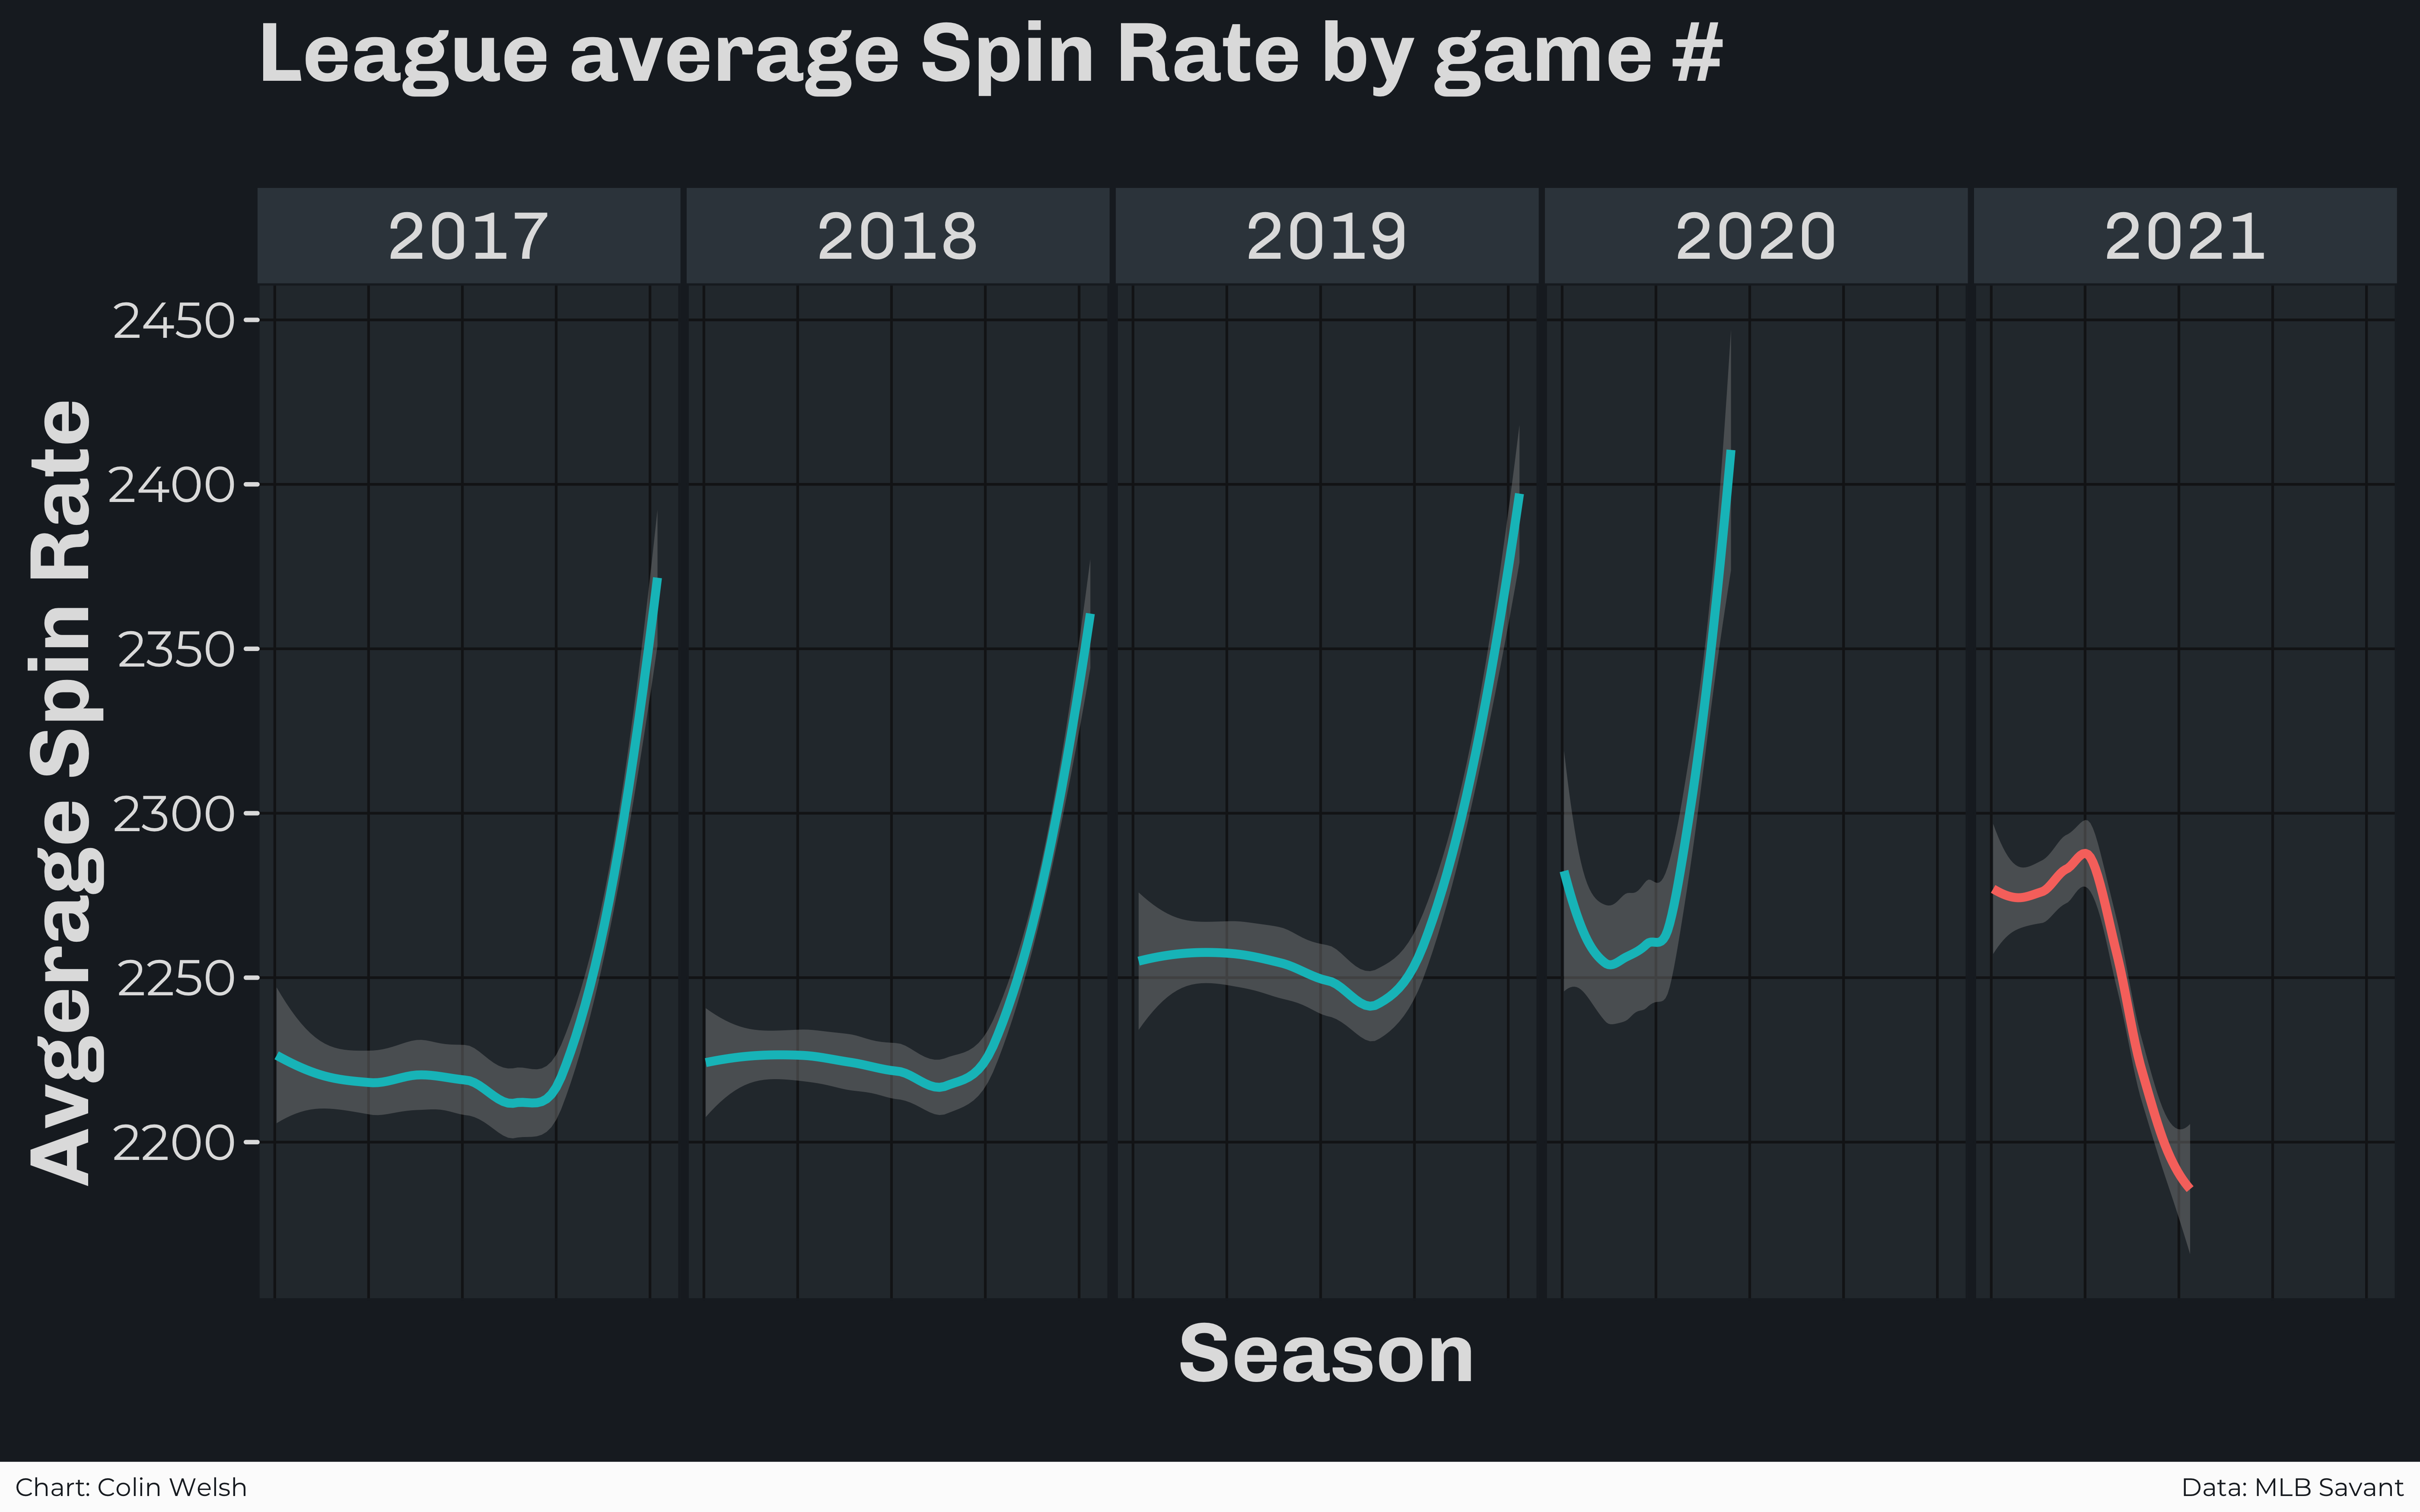 League average Spin Rate by game #
2017 2018 2019 2020 2021
2450
2400
2350
2300
2250
2200
Avgerage Spin Rate
Season
Chart: Colin Welsh
Data: MLB Savant